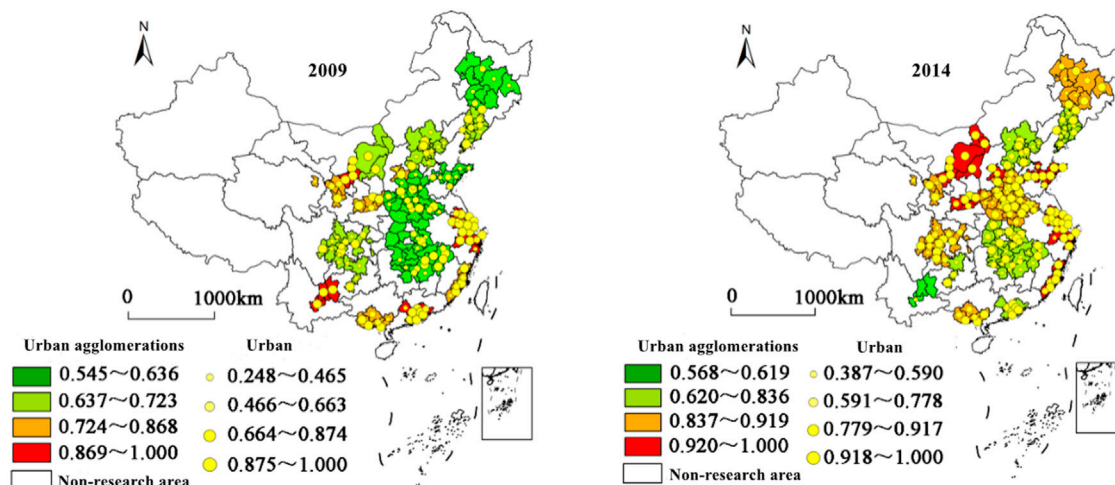 N
2009
0 1000km
Urban agglomerations Urban
0.545～0.636 0.248～0.465
0.637～0.723 0.466～0.663
0.724～0.868 0.664～0.874
0.869～1.000 0.875～1.000
Non-research area
N
2014
0 1000km
Urban agglomerations Urban
0.568～0.619 0.387～0.590
0.620～0.836 0.591～0.778
0.837～0.919 0.779～0.917
0.920～1.000 0.918～1.000
Non-research area